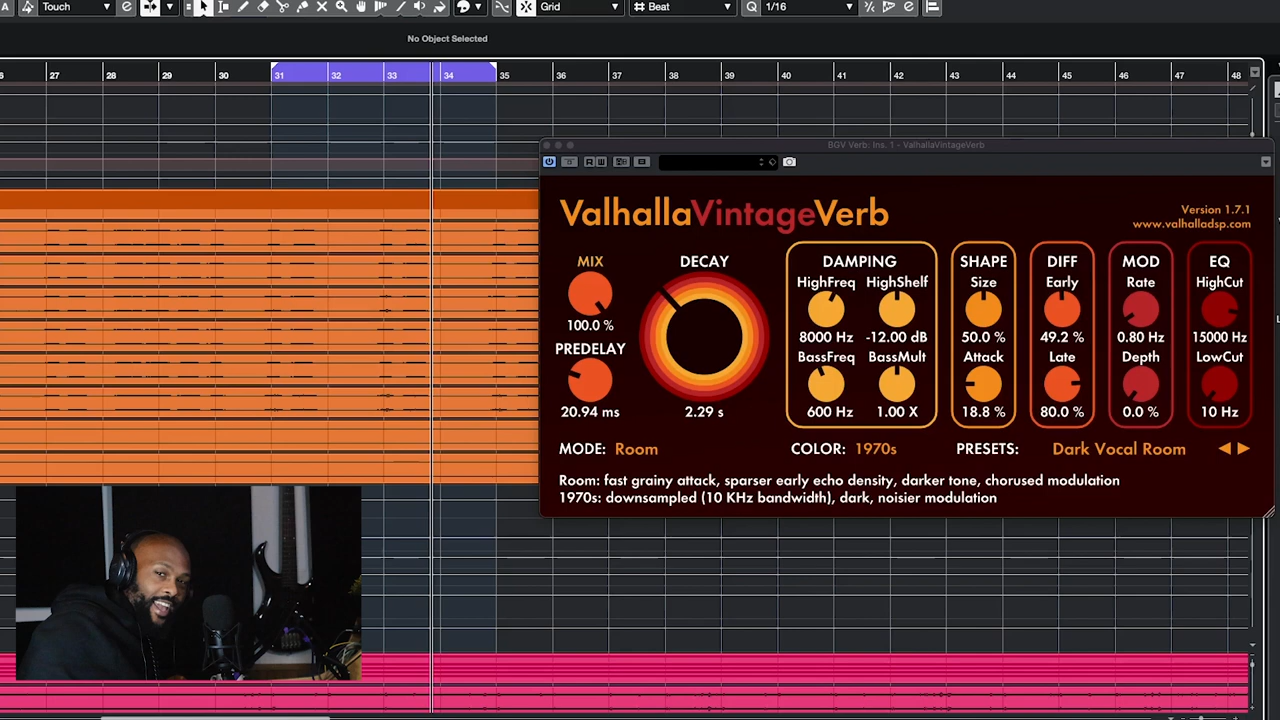 A Touch Grid Beat Q 1/16
No Object Selected
6 27 28 29 30 31 32 33 34 35 36 37 38 39 40 41 42 43 44 45 46 47 48
BGV Verb: Ins. 1 - ValhallaVintageVerb
R W
ValhallaVintageVerb
Version 1.7.1
www.valhalladsp.com
MIX DECAY DAMPING SHAPE DIFF MOD EQ
HighFreq HighShelf Size Early Rate HighCut
100.0 % 8000 Hz -12.00 dB 50.0 % 49.2 % 0.80 Hz 15000 Hz
PREDELAY BassFreq BassMult Attack Late Depth LowCut
20.94 ms 2.29 s 600 Hz 1.00 X 18.8 % 80.0 % 0.0 % 10 Hz
MODE: Room COLOR: 1970s PRESETS: Dark Vocal Room
Room: fast grainy attack, sparser early echo density, darker tone, chorused modulation
1970s: downsampled (10 KHz bandwidth), dark, noisier modulation